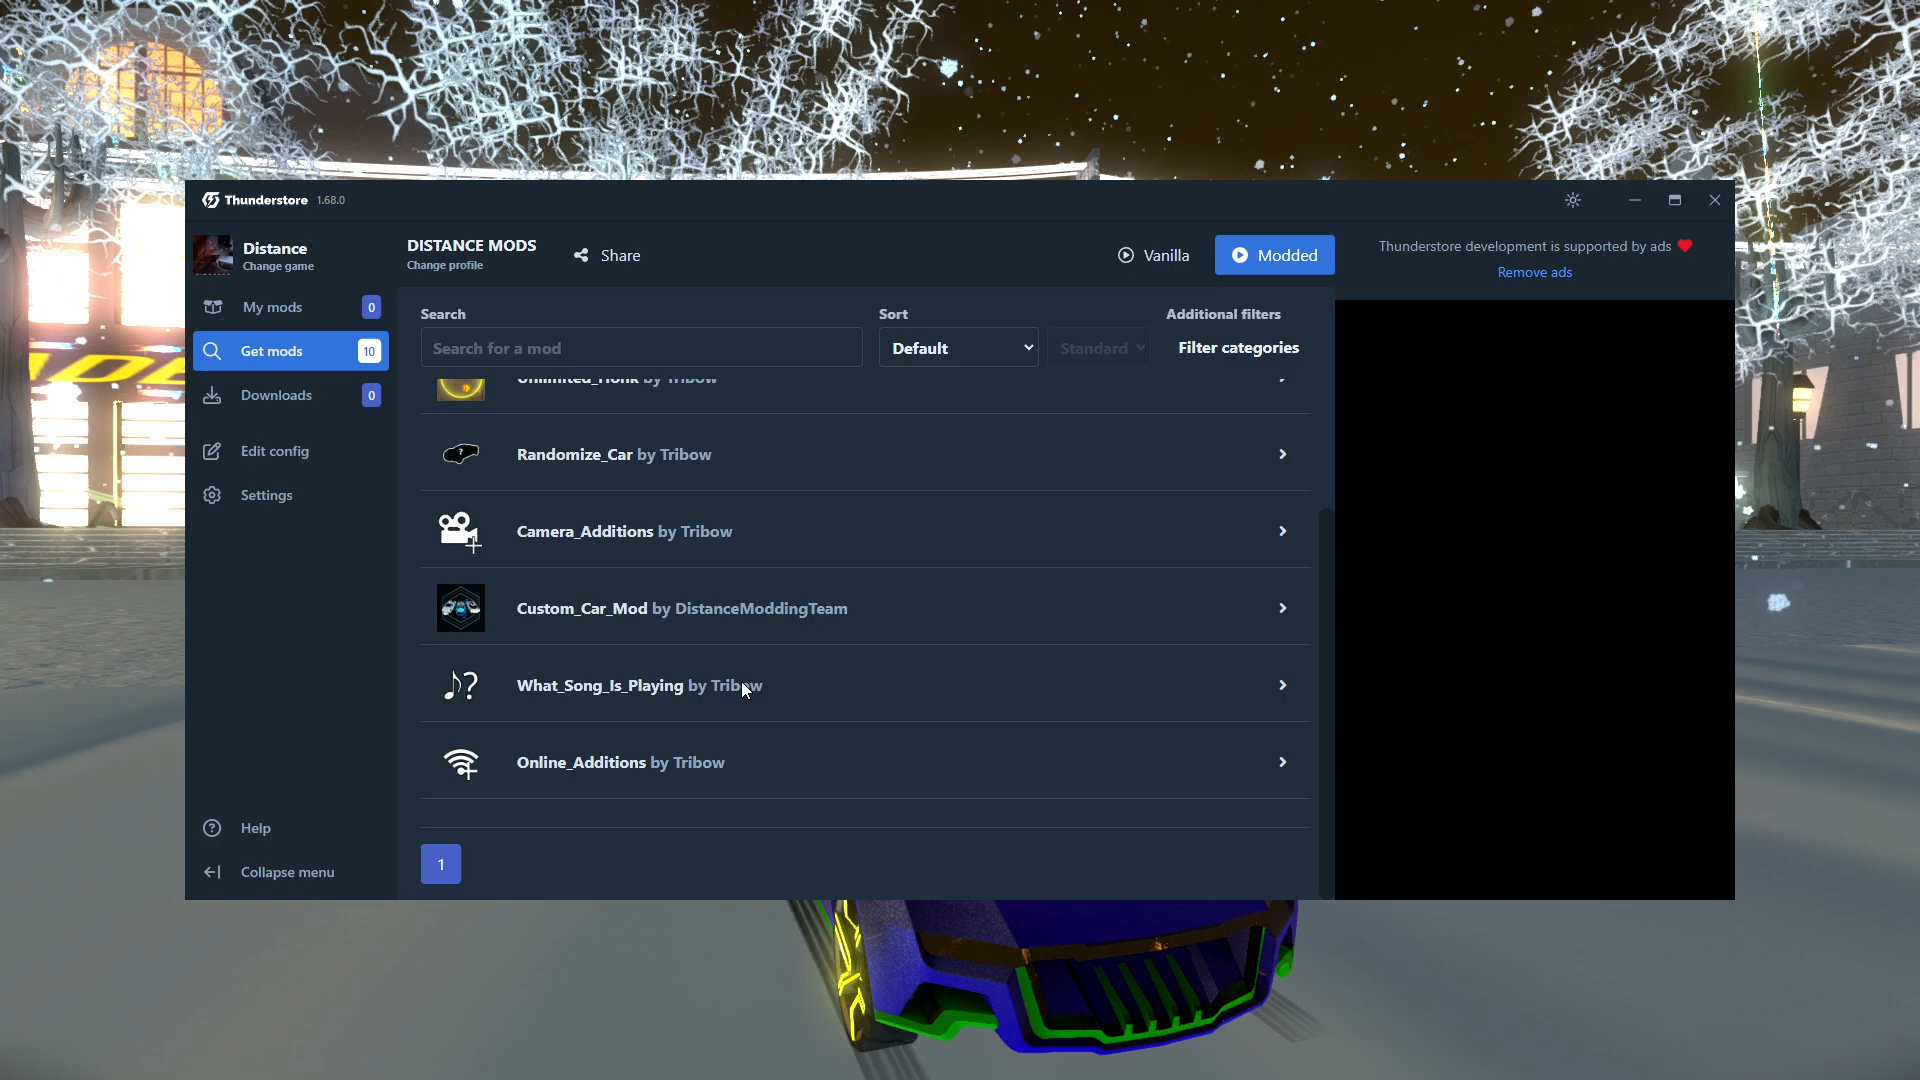 Thunderstore 1.68.0
Distance
Change game
DISTANCE MODS
Change profile
Share
Vanilla
Modded
Thunderstore development is supported by ads
Remove ads
My mods 0
Get mods 10
Downloads 0
Edit config
Settings
Help
Collapse menu
Search
Search for a mod
Sort
Default
Standard
Additional filters
Filter categories
Unlimited_Honk by Tribow
Randomize_Car by Tribow
Camera_Additions by Tribow
Custom_Car_Mod by DistanceModdingTeam
What_Song_Is_Playing by Tribow
Online_Additions by Tribow
1